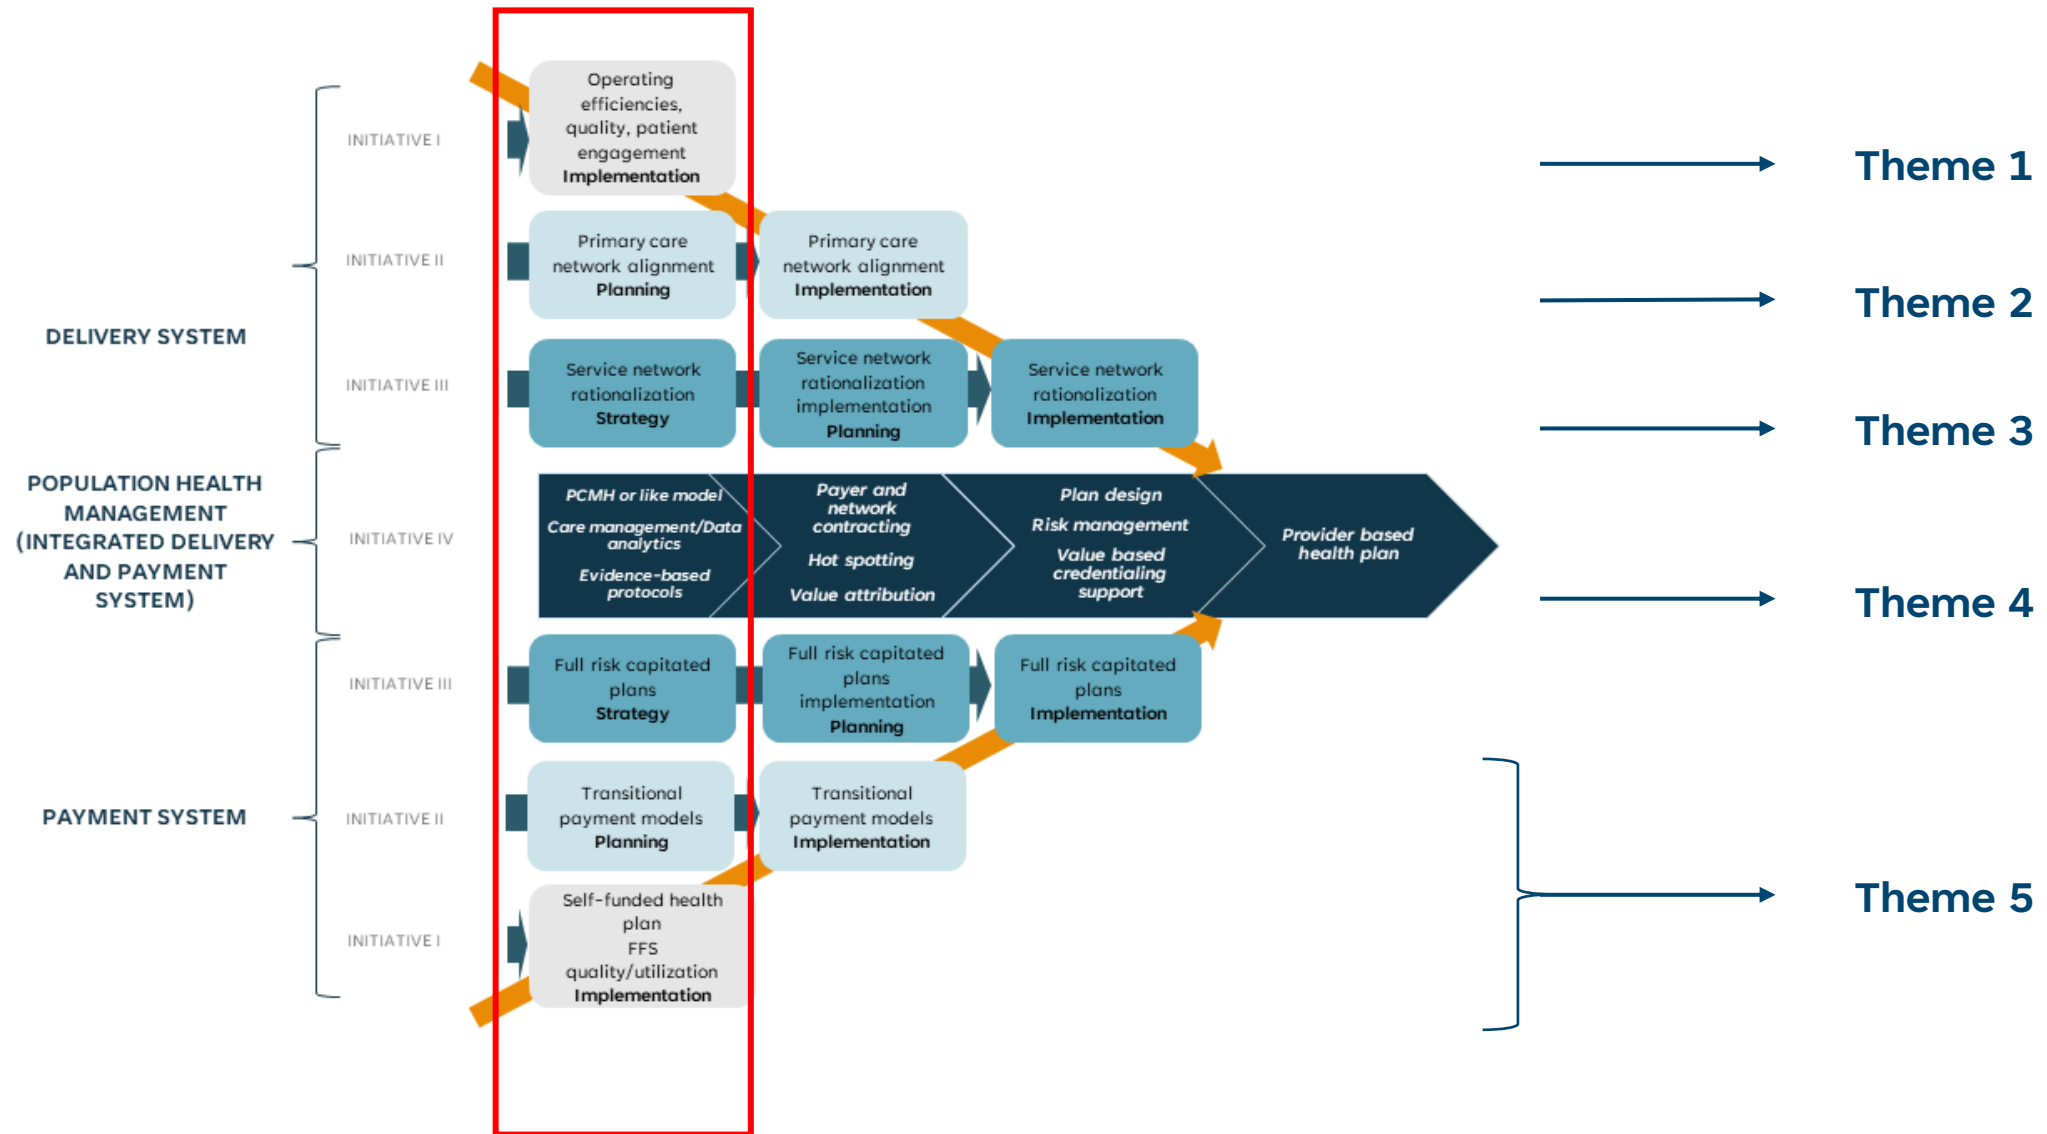 Operating
efficiencies,
quality, patient
engagement
Implementation
INITIATIVE I
Theme 1
INITIATIVE II
Primary care
network alignment
Planning
Primary care
network alignment
Implementation
Theme 2
DELIVERY SYSTEM
INITIATIVE III
Service network
rationalization
Strategy
Service network
rationalization
implementation
Planning
Service network
rationalization
Implementation
Theme 3
POPULATION HEALTH
MANAGEMENT
(INTEGRATED DELIVERY
AND PAYMENT
SYSTEM)
INITIATIVE IV
PCMH or like model
Care management/Data
analytics
Evidence-based
protocols
Payer and
network
contracting
Hot spotting
Value attribution
Plan design
Risk management
Value based
credentialing
support
Provider based
health plan
Theme 4
INITIATIVE III
Full risk capitated
plans
Strategy
Full risk capitated
plans
implementation
Planning
Full risk capitated
plans
Implementation
PAYMENT SYSTEM
INITIATIVE II
Transitional
payment models
Planning
Transitional
payment models
Implementation
Theme 5
INITIATIVE I
Self-funded health
plan
FFS
quality/utilization
Implementation